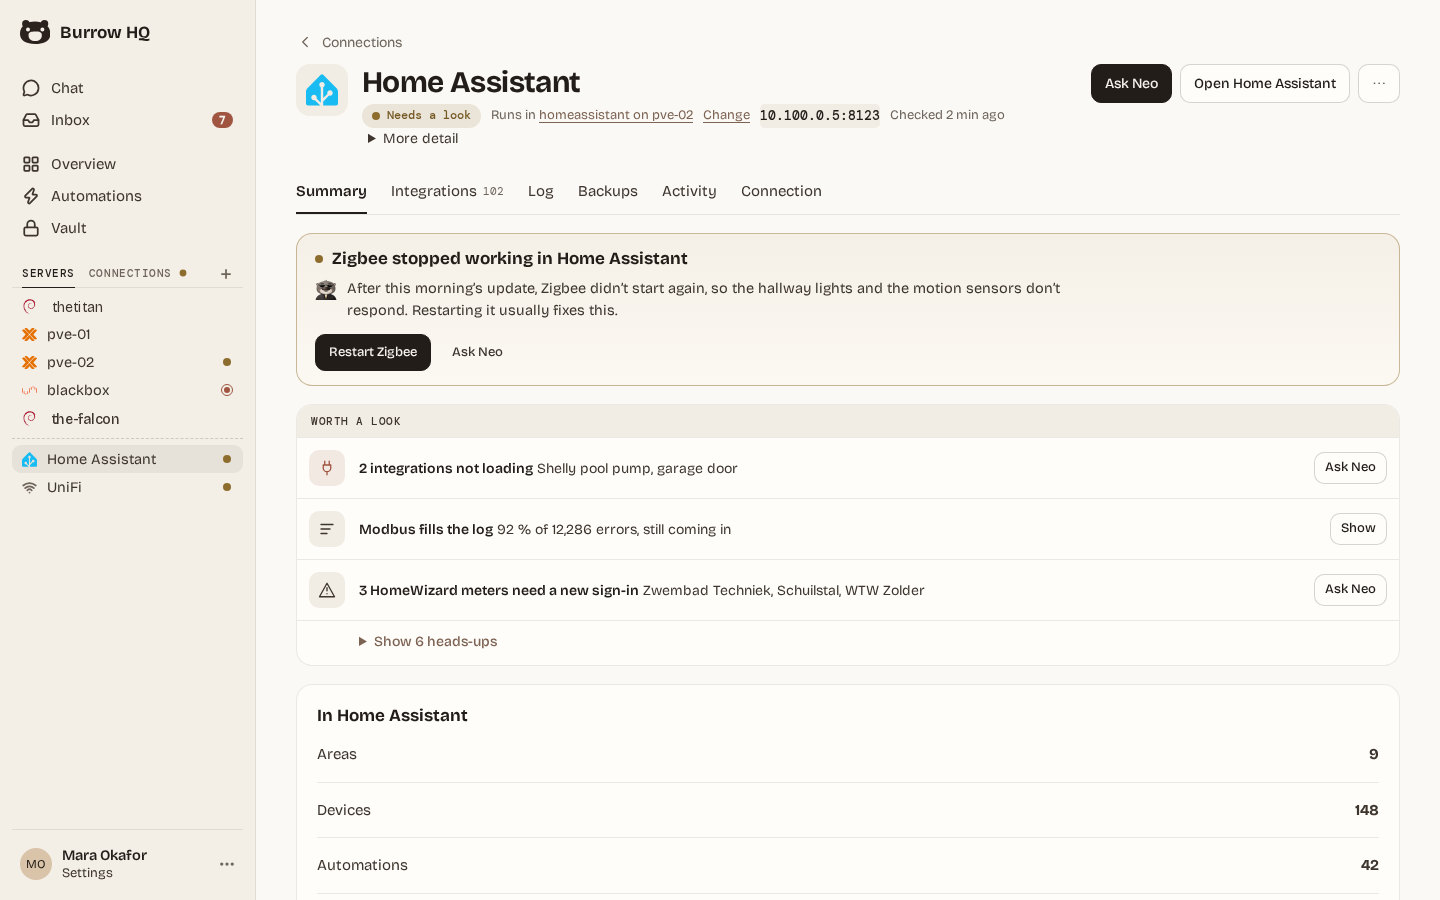 Burrow HQ
Chat
Inbox 7
Overview
Automations
Vault
SERVERS CONNECTIONS +
thetitan
pve-01
pve-02
blackbox
the-falcon
Home Assistant
UniFi
MO Mara Okafor
Settings
Connections
Home Assistant
Ask Neo Open Home Assistant ...
Needs a look Runs in homeassistant on pve-02 Change 10.100.0.5:8123 Checked 2 min ago
More detail
Summary Integrations 102 Log Backups Activity Connection
Zigbee stopped working in Home Assistant
After this morning's update, Zigbee didn't start again, so the hallway lights and the motion sensors don't
respond. Restarting it usually fixes this.
Restart Zigbee Ask Neo
WORTH A LOOK
2 integrations not loading Shelly pool pump, garage door Ask Neo
Modbus fills the log 92 % of 12,286 errors, still coming in Show
3 HomeWizard meters need a new sign-in Zwembad Techniek, Schuilstal, WTW Zolder Ask Neo
Show 6 heads-ups
In Home Assistant
Areas 9
Devices 148
Automations 42